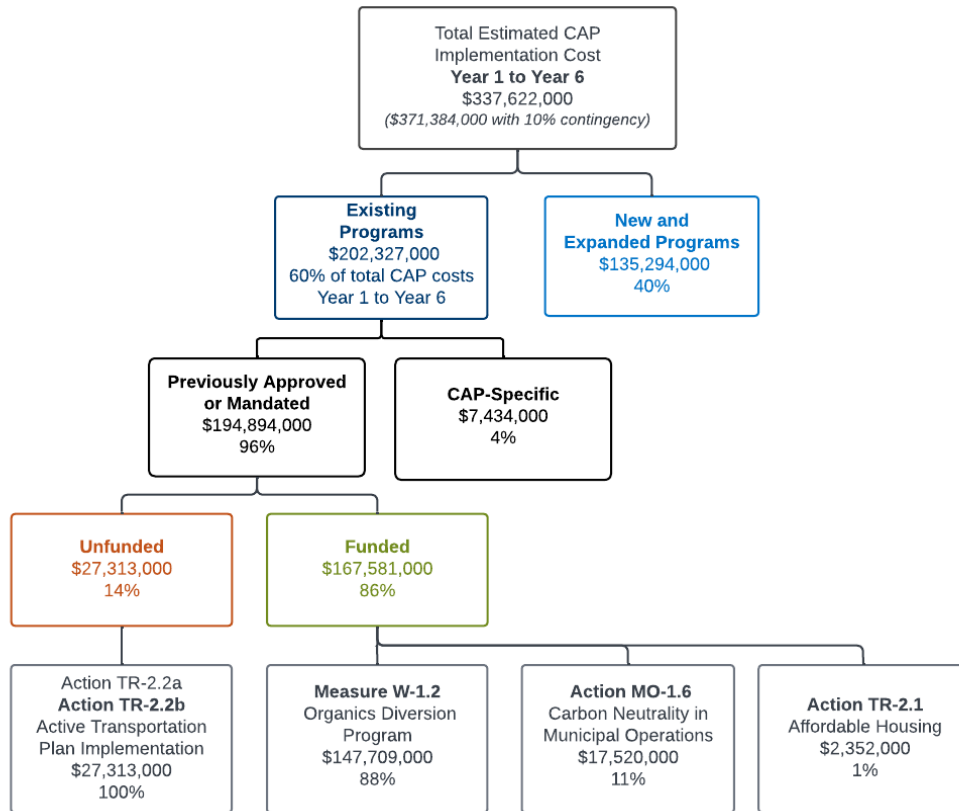 Total Estimated CAP
Implementation Cost
Year 1 to Year 6
$337,622,000
($371,384,000 with 10% contingency)
Existing
Programs
$202,327,000
60% of total CAP costs
Year 1 to Year 6
New and
Expanded Programs
$135,294,000
40%
Previously Approved
or Mandated
$194,894,000
96%
CAP-Specific
$7,434,000
4%
Unfunded
$27,313,000
14%
Funded
$167,581,000
86%
Action TR-2.2a
Action TR-2.2b
Active Transportation
Plan Implementation
$27,313,000
100%
Measure W-1.2
Organics Diversion
Program
$147,709,000
88%
Action MO-1.6
Carbon Neutrality in
Municipal Operations
$17,520,000
11%
Action TR-2.1
Affordable Housing
$2,352,000
1%